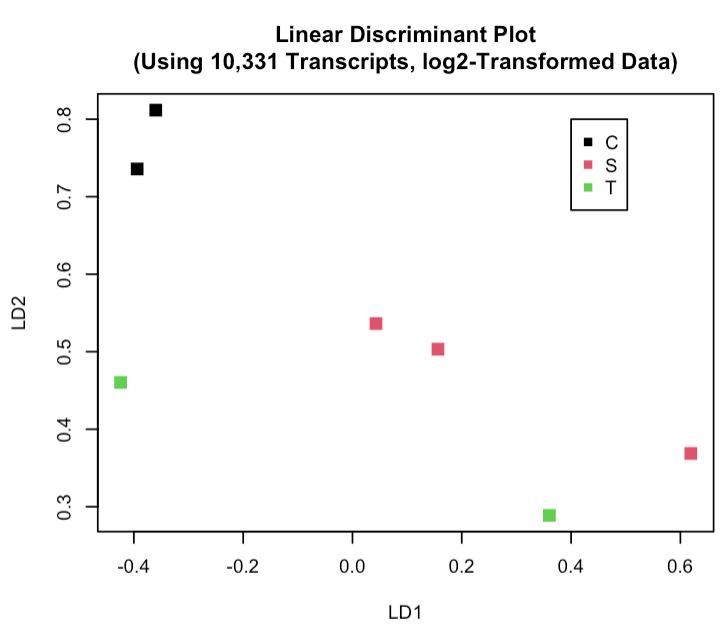 Linear Discriminant Plot
(Using 10,331 Transcripts, log2-Transformed Data)
0.8
0.7
0.6
0.5
0.4
0.3
LD2
C
S
T
-0.4 -0.2 0.0 0.2 0.4 0.6
LD1